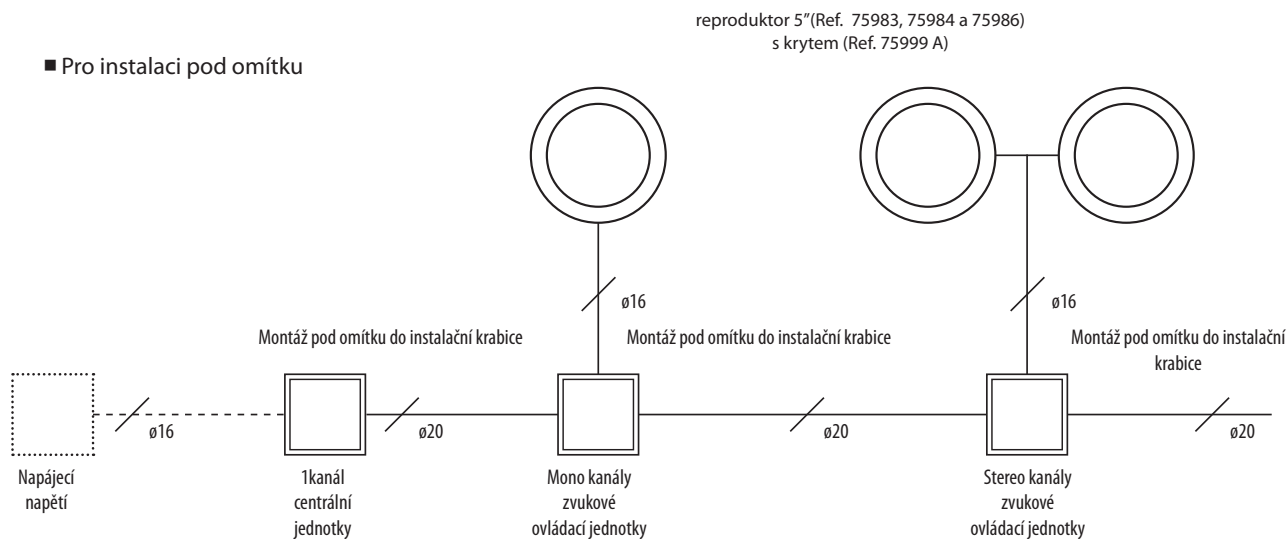 reproduktor 5”(Ref. 75983, 75984 a 75986)
s krytem (Ref. 75999 A)
■ Pro instalaci pod omítku
ø16
ø16
Montáž pod omítku do instalační krabice
Montáž pod omítku do instalační krabice
Montáž pod omítku do instalační
krabice
ø16
ø20
ø20
ø20
Napájecí
napětí
1kanál
centrální
jednotky
Mono kanály
zvukové
ovládací jednotky
Stereo kanály
zvukové
ovládací jednotky